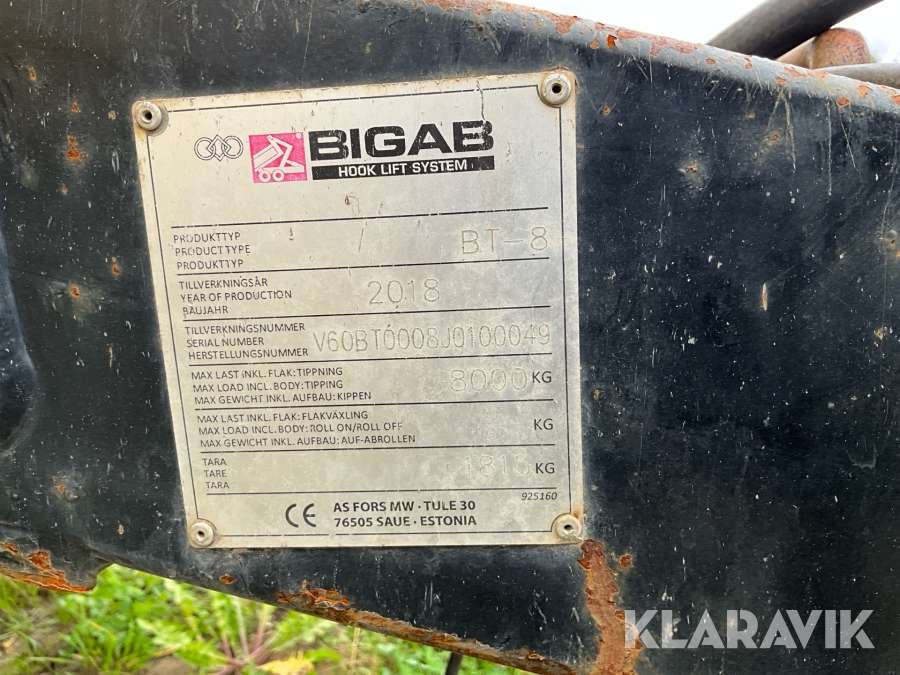 BIGAB
HOOK LIFT SYSTEM
PRODUKTTYP
PRODUCTTYPE
PRODUKTTYP
BT-8
TILLVERKNINGSÅR
YEAR OF PRODUCTION
BAUJAHR
2018
TILLVERKNINGSNUMMER
SERIAL NUMBER
HERSTELLUNGSNUMMER
V60BT0008J0100049
MAX LAST INKL. FLAK: TIPPNING
MAX LOAD INCL. BODY: TIPPING
MAX GEWICHT INKL. AUFBAU: KIPPEN
8000 KG
MAX LAST INKL. FLAK: FLAKVÄXLING
MAX LOAD INCL. BODY: ROLL ON/ROLL OFF
MAX GEWICHT INKL. AUFBAU: AUF-ABROLLEN
KG
TARA
TARE
TARA
1815 KG
925160
CE
AS FORS MW · TULE 30
76505 SAUE · ESTONIA
KLARAVIK